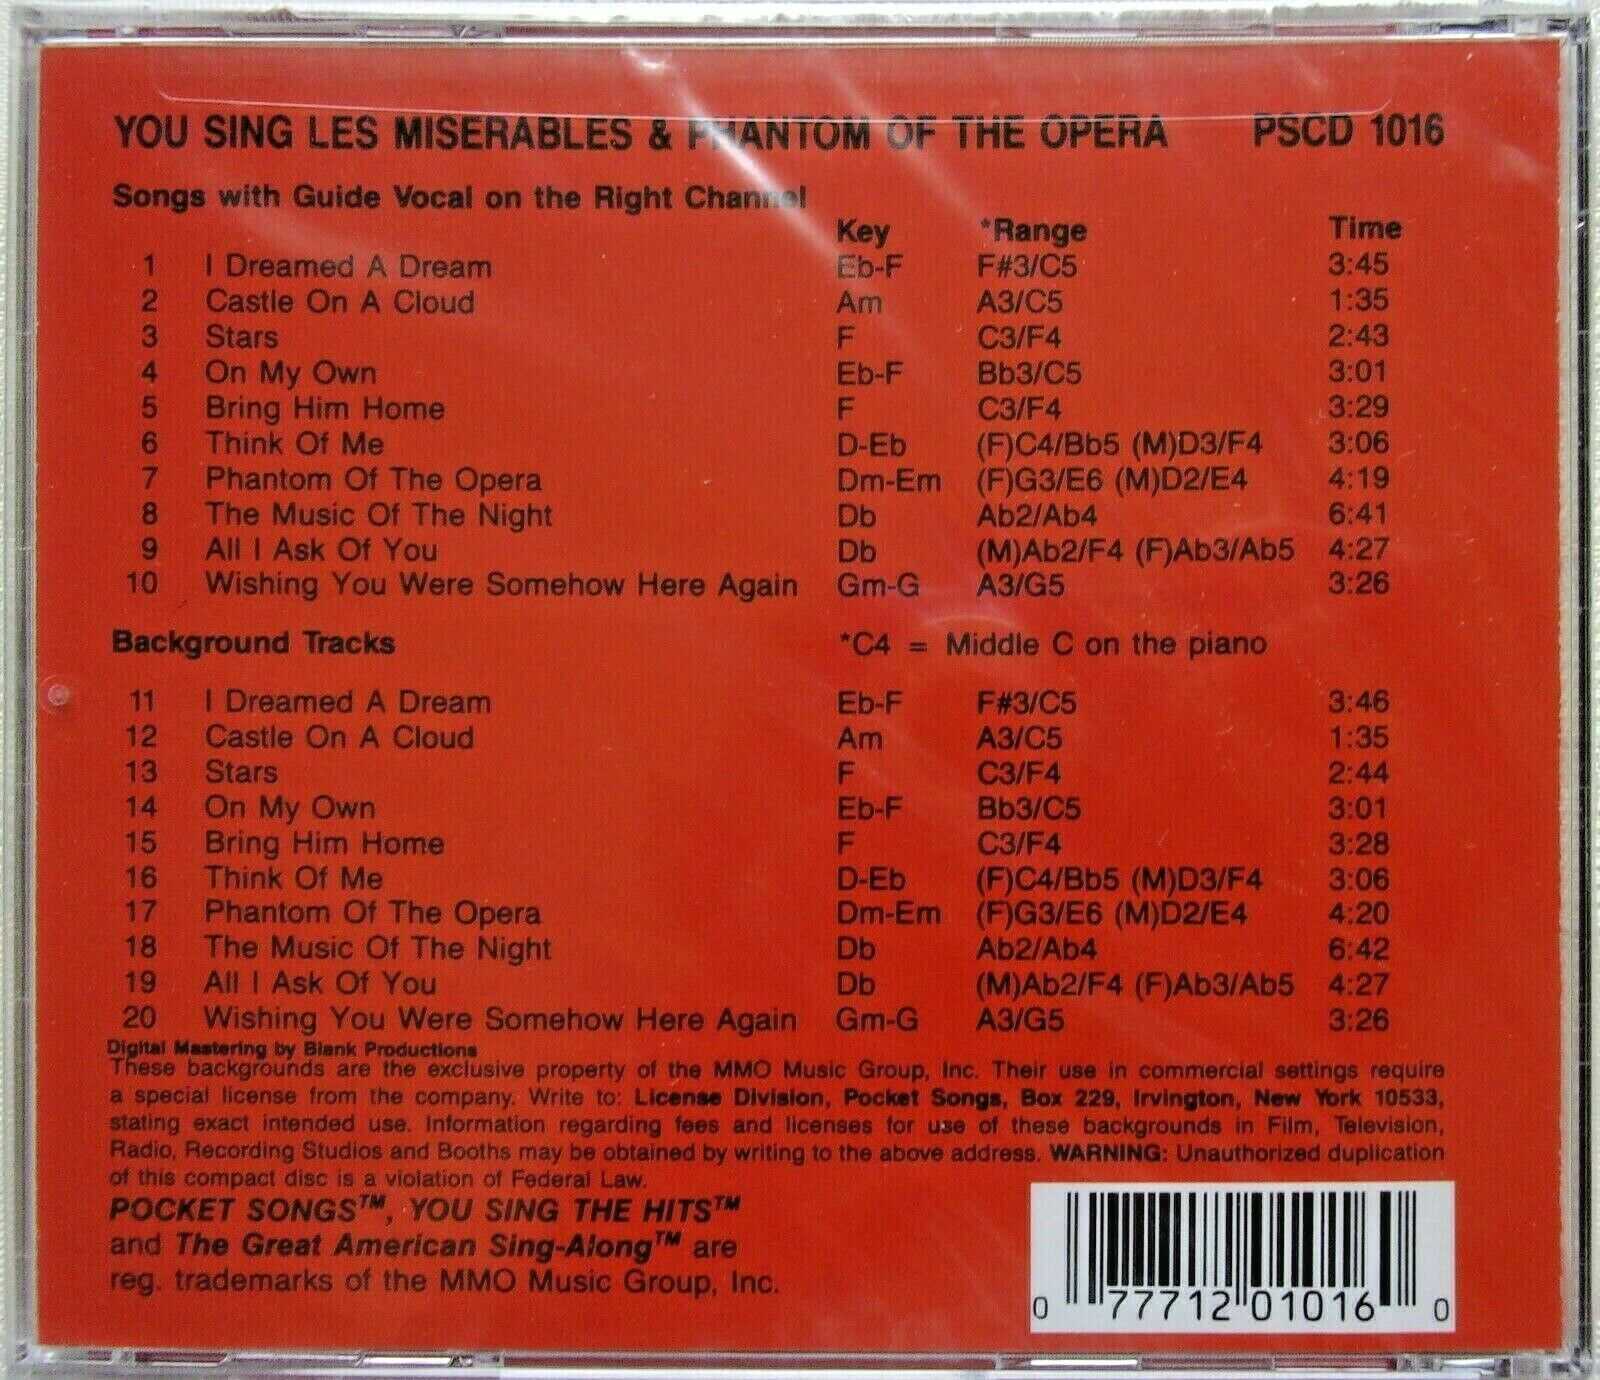 YOU SING LES MISERABLES & PHANTOM OF THE OPERA PSCD 1016
Songs with Guide Vocal on the Right Channel
Key *Range Time
1 I Dreamed A Dream Eb-F F#3/C5 3:45
2 Castle On A Cloud Am A3/C5 1:35
3 Stars F C3/F4 2:43
4 On My Own Eb-F Bb3/C5 3:01
5 Bring Him Home F C3/F4 3:29
6 Think Of Me D-Eb (F)C4/Bb5 (M)D3/F4 3:06
7 Phantom Of The Opera Dm-Em (F)G3/E6 (M)D2/E4 4:19
8 The Music Of The Night Db Ab2/Ab4 6:41
9 All I Ask Of You Db (M)Ab2/F4 (F)Ab3/Ab5 4:27
10 Wishing You Were Somehow Here Again Gm-G A3/G5 3:26
Background Tracks *C4 = Middle C on the piano
11 I Dreamed A Dream Eb-F F#3/C5 3:46
12 Castle On A Cloud Am A3/C5 1:35
13 Stars F C3/F4 2:44
14 On My Own Eb-F Bb3/C5 3:01
15 Bring Him Home F C3/F4 3:28
16 Think Of Me D-Eb (F)C4/Bb5 (M)D3/F4 3:06
17 Phantom Of The Opera Dm-Em (F)G3/E6 (M)D2/E4 4:20
18 The Music Of The Night Db Ab2/Ab4 6:42
19 All I Ask Of You Db (M)Ab2/F4 (F)Ab3/Ab5 4:27
20 Wishing You Were Somehow Here Again Gm-G A3/G5 3:26
Digital Mastering by Blank Productions
These backgrounds are the exclusive property of the MMO Music Group, Inc. Their use in commercial settings require
a special license from the company. Write to: License Division, Pocket Songs, Box 229, Irvington, New York 10533,
stating exact intended use. Information regarding fees and licenses for use of these backgrounds in Film, Television,
Radio, Recording Studios and Booths may be obtained by writing to the above address. WARNING: Unauthorized duplication
of this compact disc is a violation of Federal Law.
POCKET SONGS™, YOU SING THE HITS™
and The Great American Sing-Along™ are
reg. trademarks of the MMO Music Group, Inc.
0 77712 01016 0